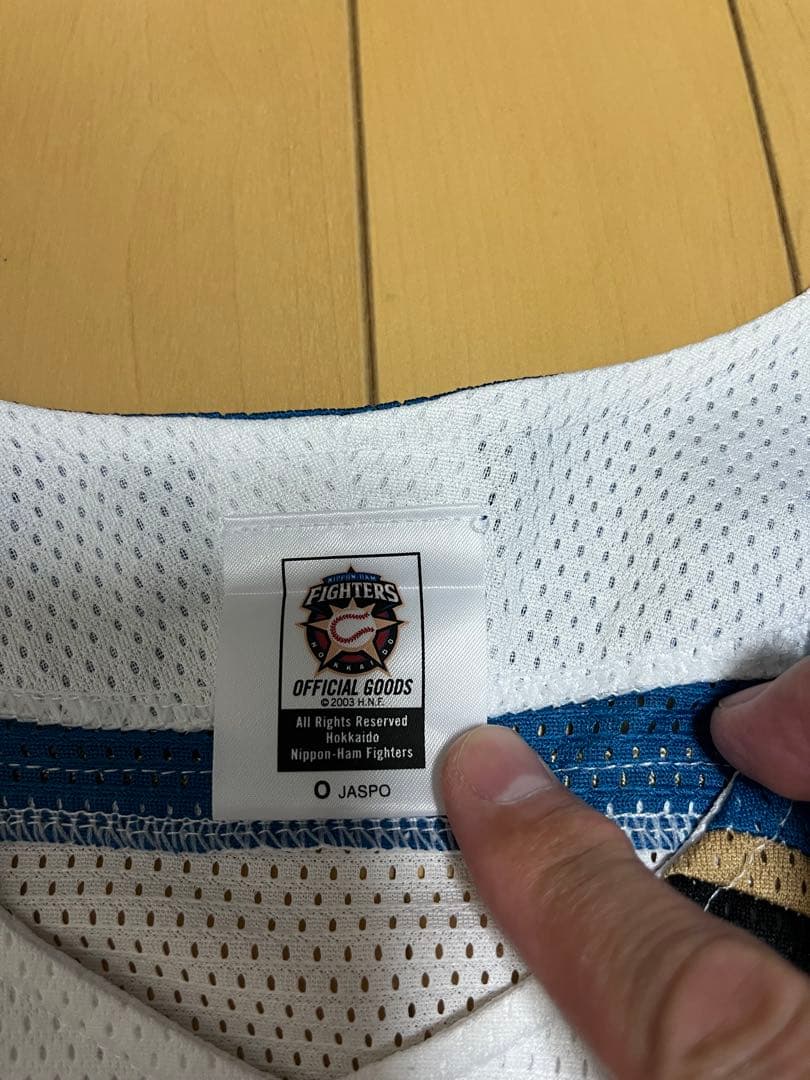 NIPPON-HAM
FIGHTERS
HOKKAIDO
OFFICIAL GOODS
© 2003 H.N.F.
All Rights Reserved
Hokkaido
Nippon-Ham Fighters
O JASPO